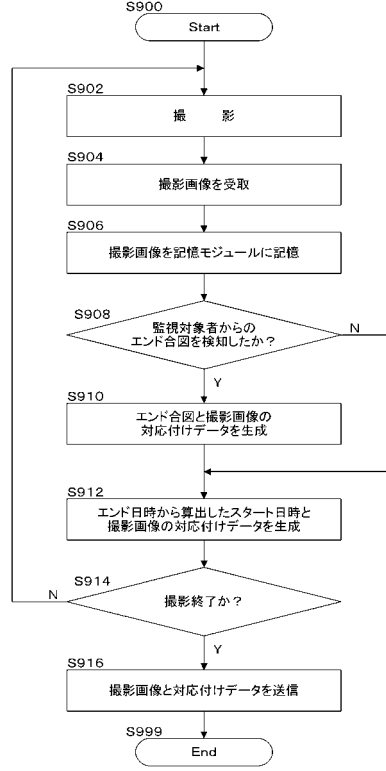 S900
Start
S902
撮 影
S904
撮影画像を受取
S906
撮影画像を記憶モジュールに記憶
S908
監視対象者からの
エンド合図を検知したか？
N
Y
S910
エンド合図と撮影画像の
対応付けデータを生成
S912
エンド日時から算出したスタート日時と
撮影画像の対応付けデータを生成
S914
N
撮影終了か？
Y
S916
撮影画像と対応付けデータを送信
S999
End